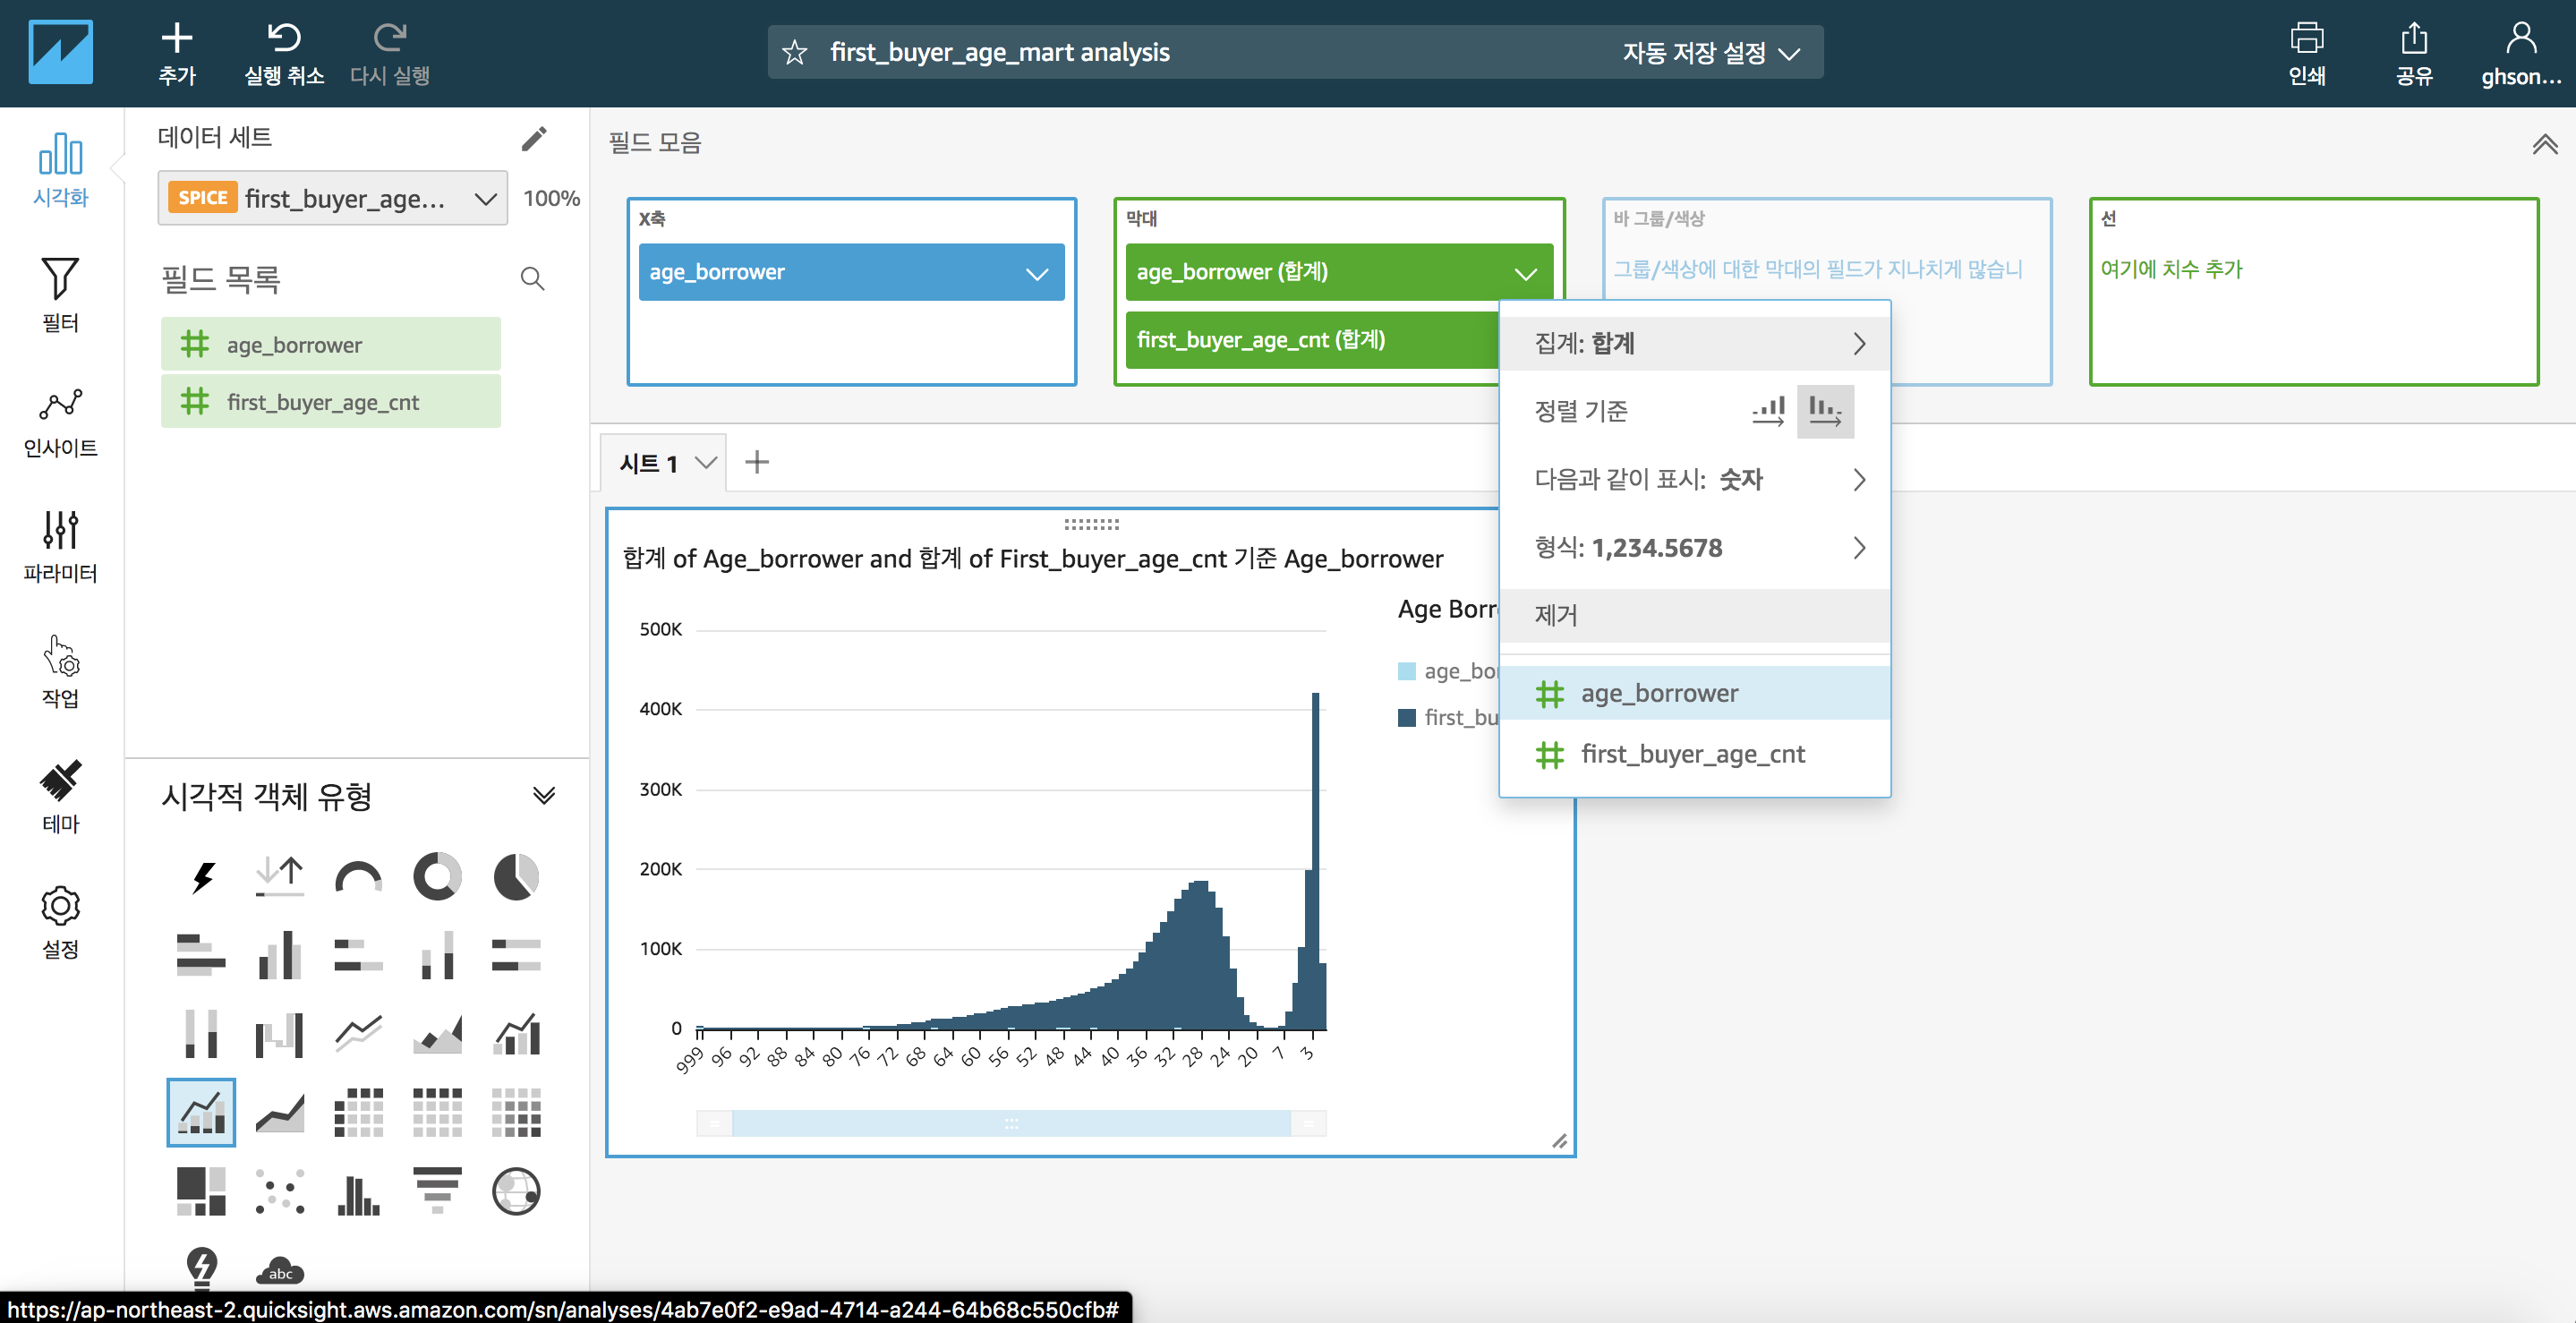 추가
실행 취소
다시 실행
first_buyer_age_mart analysis
자동 저장 설정
인쇄
공유
ghson...
시각화
필터
인사이트
파라미터
작업
테마
설정
데이터 세트
SPICE first_buyer_age... 100%
필드 목록
age_borrower
first_buyer_age_cnt
시각적 객체 유형
abc
필드 모음
X축
age_borrower
막대
age_borrower (합계)
first_buyer_age_cnt (합계)
바 그룹/색상
그룹/색상에 대한 막대의 필드가 지나치게 많습니
선
여기에 치수 추가
집계: 합계
정렬 기준
다음과 같이 표시: 숫자
형식: 1,234.5678
제거
age_borrower
first_buyer_age_cnt
시트 1
합계 of Age_borrower and 합계 of First_buyer_age_cnt 기준 Age_borrower
500K
400K
300K
200K
100K
0
999 96 92 88 84 80 76 72 68 64 60 56 52 48 44 40 36 32 28 24 20 7 3
Age Borr
age_bor
first_bu
https://ap-northeast-2.quicksight.aws.amazon.com/sn/analyses/4ab7e0f2-e9ad-4714-a244-64b68c550cfb#